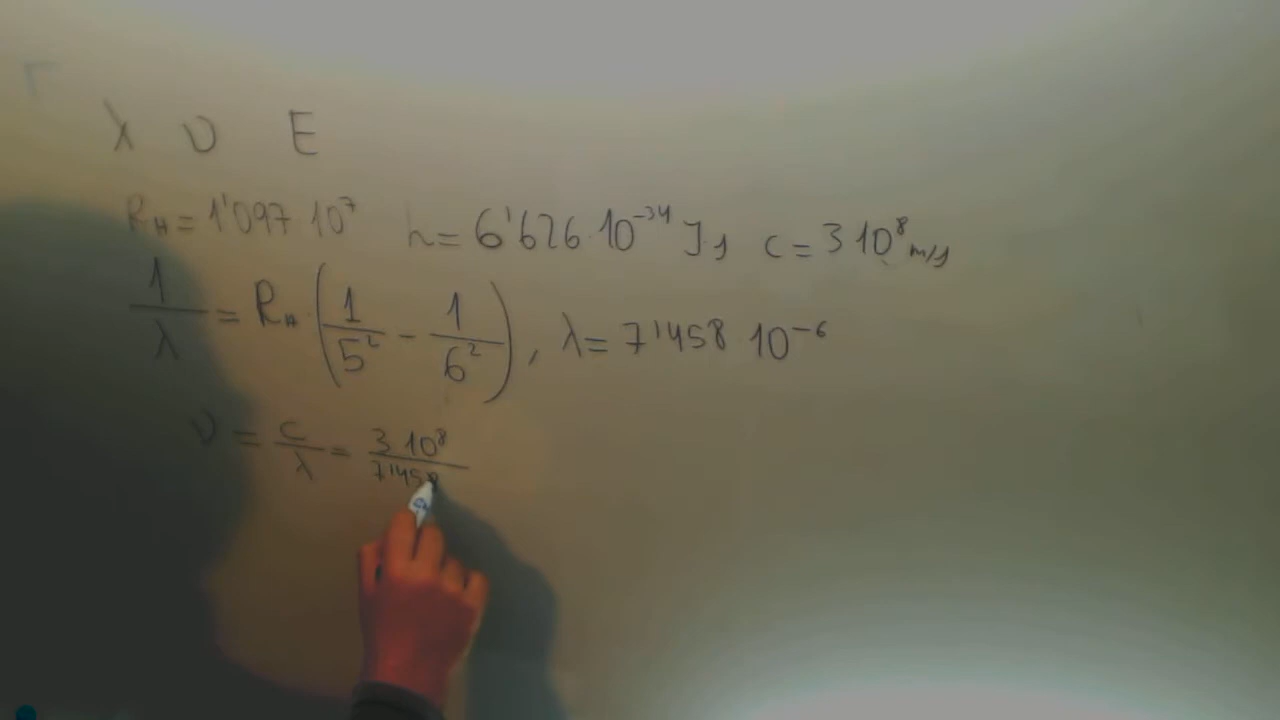 λ υ E
R_H = 1'097 10^7 h = 6'626·10^-34 J·s c = 3 10^8 m/s
1/λ = R_H·(1/5^2 - 1/6^2), λ = 7'458 10^-6
υ = c/λ = 3 10^8/7'458